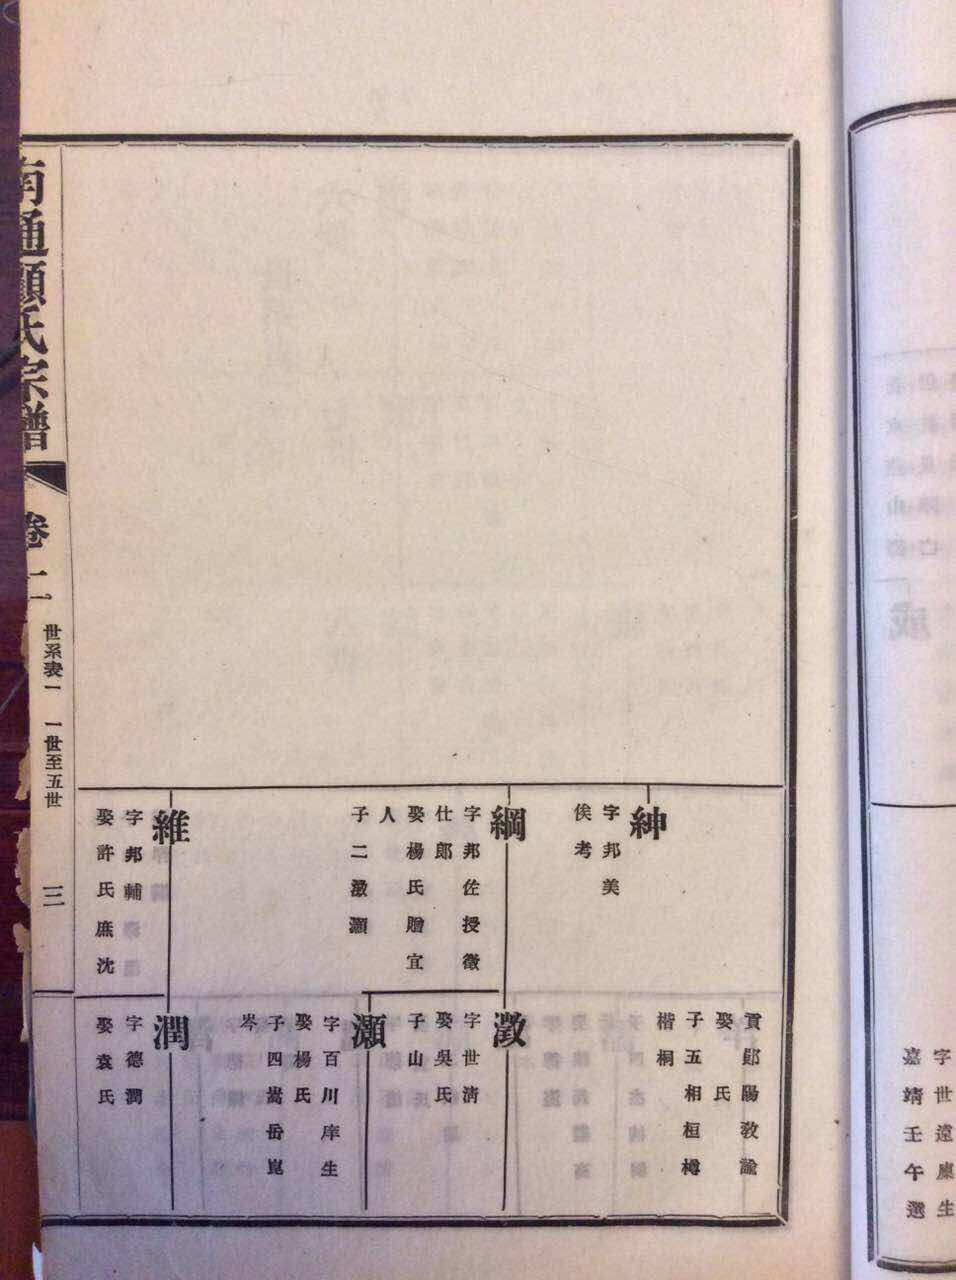 字世遠廩生
嘉靖壬午選
貢鄖陽敎諭
娶　氏
子五相桓樽
楷桐
紳
字邦美
俟考
綱
字邦佐授徵
仕郎
娶楊氏贈宜
人
子二澂灝
澂
字世淸
娶吳氏
子山
灝
字百川庠生
娶楊氏
子四嵩岳崑
岑
維
字邦輔
娶許氏庶沈
潤
字德潤
娶袁氏
南通顧氏宗譜
卷二
世系表一　一世至五世
三